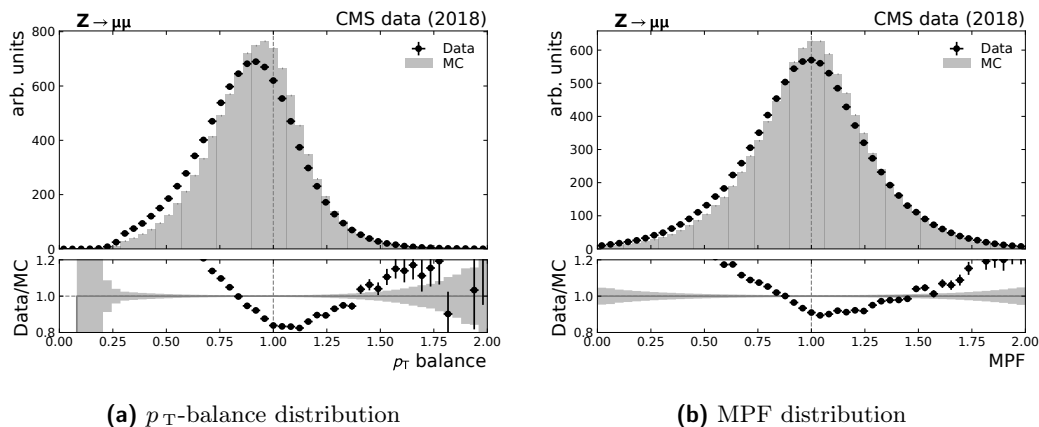 Z → μμ CMS data (2018)
800
600
400
200
0
arb. units
Data
MC
1.2
1.0
0.8
Data/MC
0.00 0.25 0.50 0.75 1.00 1.25 1.50 1.75 2.00
pT balance
(a) p T-balance distribution
Z → μμ CMS data (2018)
600
500
400
300
200
100
0
arb. units
Data
MC
1.2
1.0
0.8
Data/MC
0.00 0.25 0.50 0.75 1.00 1.25 1.50 1.75 2.00
MPF
(b) MPF distribution